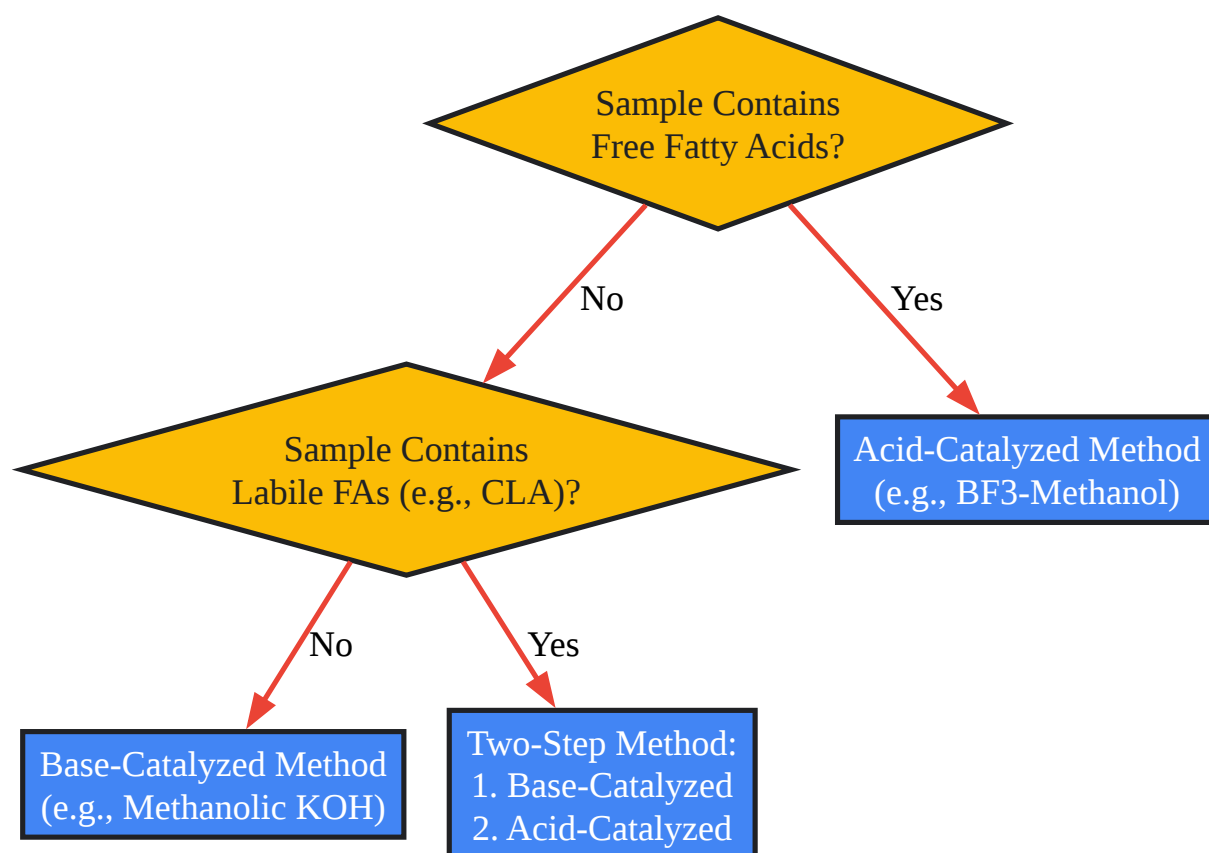 Sample Contains
Free Fatty Acids?
No
Yes
Sample Contains
Labile FAs (e.g., CLA)?
Acid-Catalyzed Method
(e.g., BF3-Methanol)
No
Yes
Base-Catalyzed Method
(e.g., Methanolic KOH)
Two-Step Method:
1. Base-Catalyzed
2. Acid-Catalyzed